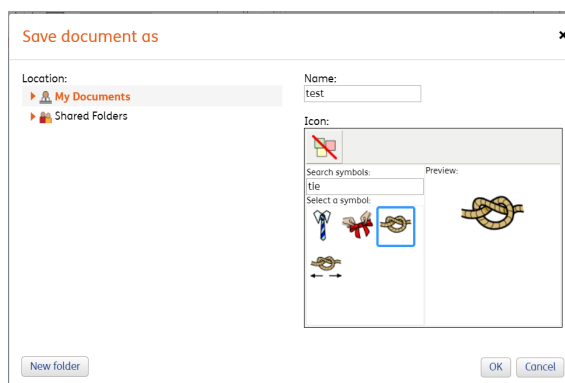 Save document as
Location:
My Documents
Shared Folders
Name:
test
Icon:
Search symbols:
tie
Select a symbol:
Preview:
New folder
OK
Cancel